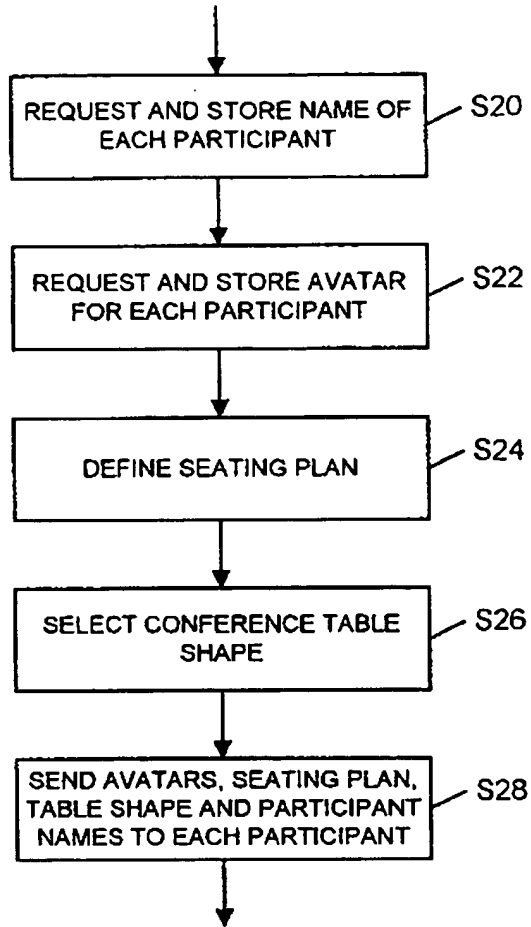 REQUEST AND STORE NAME OF
EACH PARTICIPANT
S20
REQUEST AND STORE AVATAR
FOR EACH PARTICIPANT
S22
DEFINE SEATING PLAN
S24
SELECT CONFERENCE TABLE
SHAPE
S26
SEND AVATARS, SEATING PLAN,
TABLE SHAPE AND PARTICIPANT
NAMES TO EACH PARTICIPANT
S28